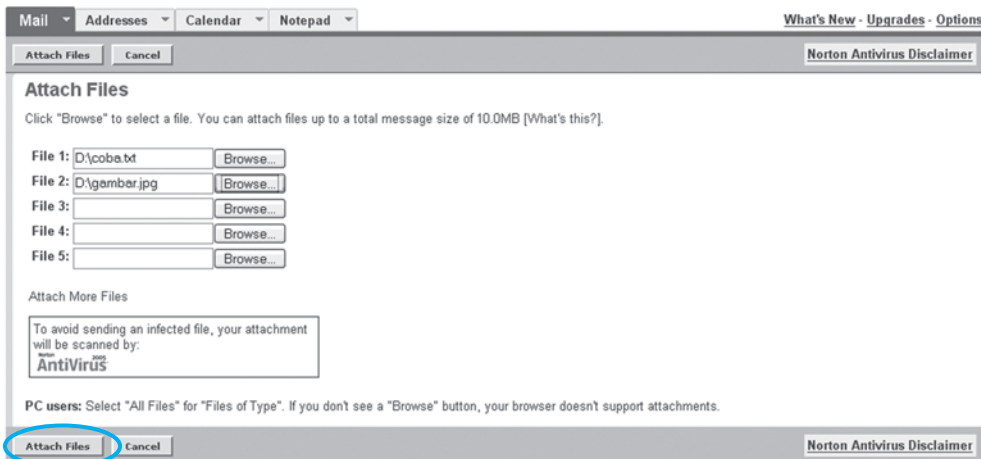 Mail Addresses Calendar Notepad What's New - Upgrades - Options
Attach Files Cancel Norton Antivirus Disclaimer
Attach Files
Click "Browse" to select a file. You can attach files up to a total message size of 10.0MB [What's this?].
File 1: D:\coba.txt Browse...
File 2: D:\gambar.jpg Browse...
File 3: Browse...
File 4: Browse...
File 5: Browse...
Attach More Files
To avoid sending an infected file, your attachment
will be scanned by:
Norton
AntiVirus 2005
PC users: Select "All Files" for "Files of Type". If you don't see a "Browse" button, your browser doesn't support attachments.
Attach Files Cancel Norton Antivirus Disclaimer